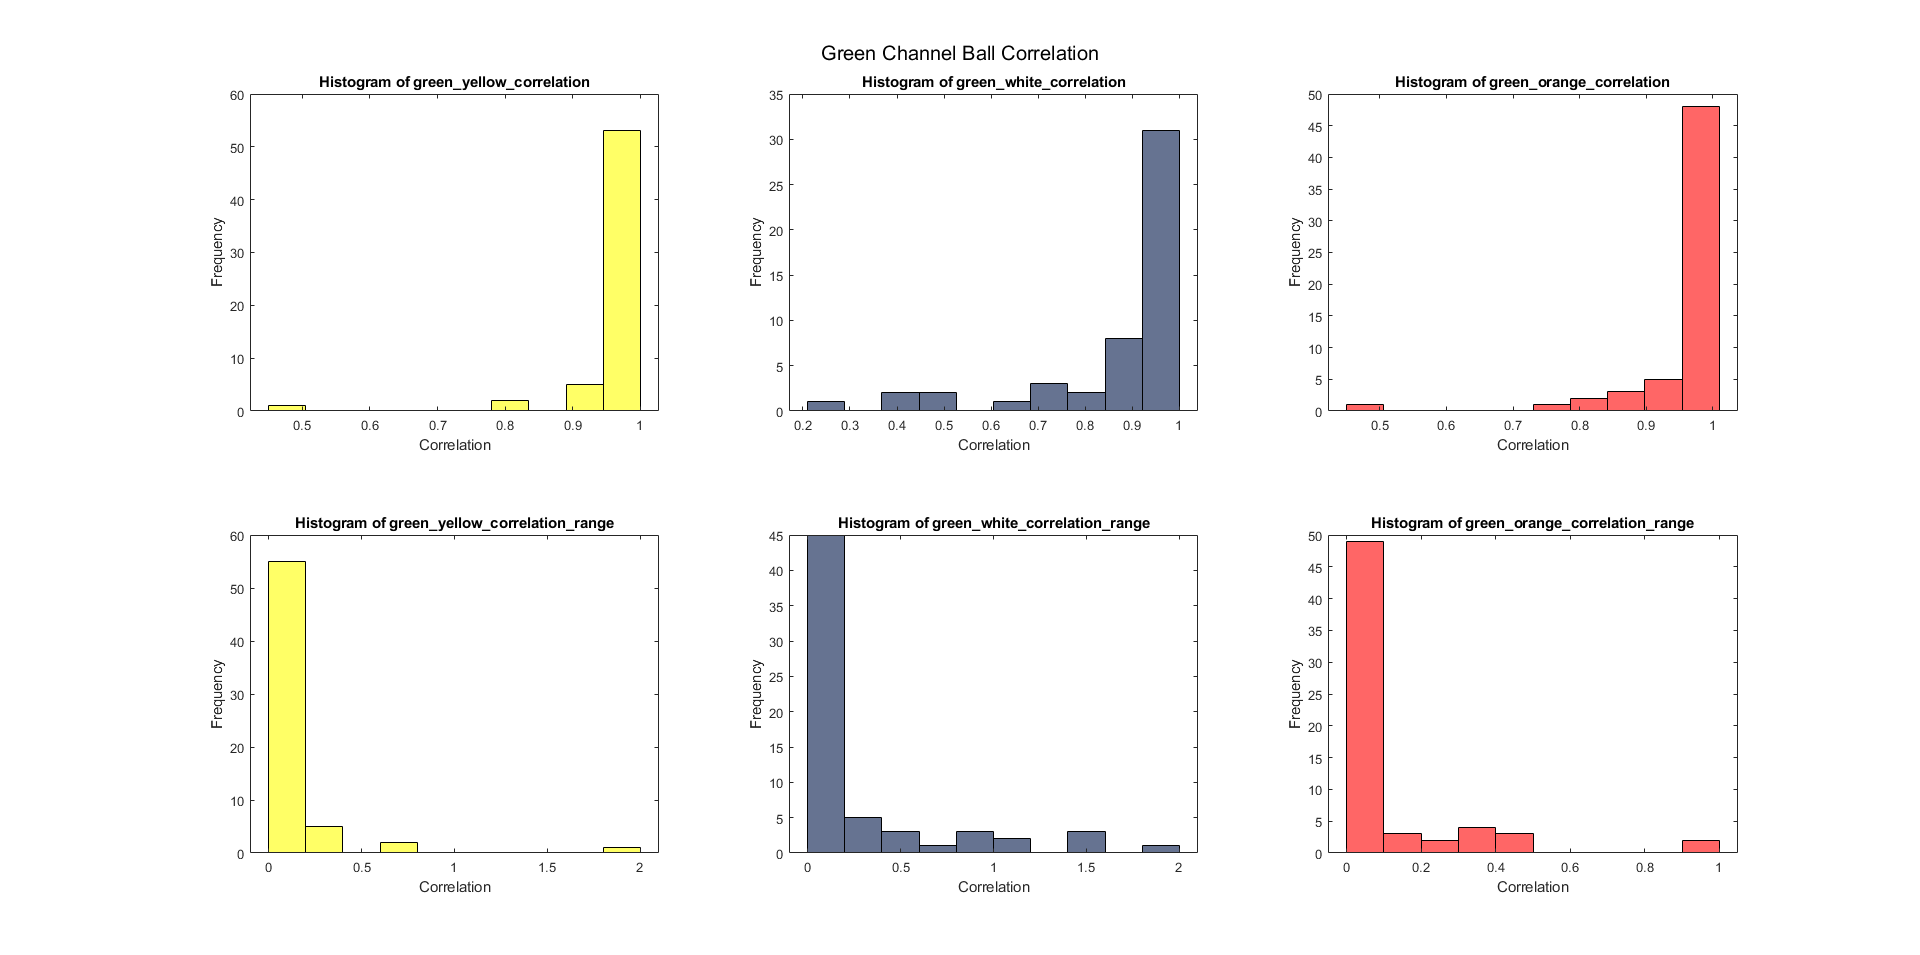 Green Channel Ball Correlation
Histogram of green_yellow_correlation
60
50
40
30
20
10
0
Frequency
0.5 0.6 0.7 0.8 0.9 1
Correlation
Histogram of green_white_correlation
35
30
25
20
15
10
5
0
Frequency
0.2 0.3 0.4 0.5 0.6 0.7 0.8 0.9 1
Correlation
Histogram of green_orange_correlation
50
45
40
35
30
25
20
15
10
5
0
Frequency
0.5 0.6 0.7 0.8 0.9 1
Correlation
Histogram of green_yellow_correlation_range
60
50
40
30
20
10
0
Frequency
0 0.5 1 1.5 2
Correlation
Histogram of green_white_correlation_range
45
40
35
30
25
20
15
10
5
0
Frequency
0 0.5 1 1.5 2
Correlation
Histogram of green_orange_correlation_range
50
45
40
35
30
25
20
15
10
5
0
Frequency
0 0.2 0.4 0.6 0.8 1
Correlation